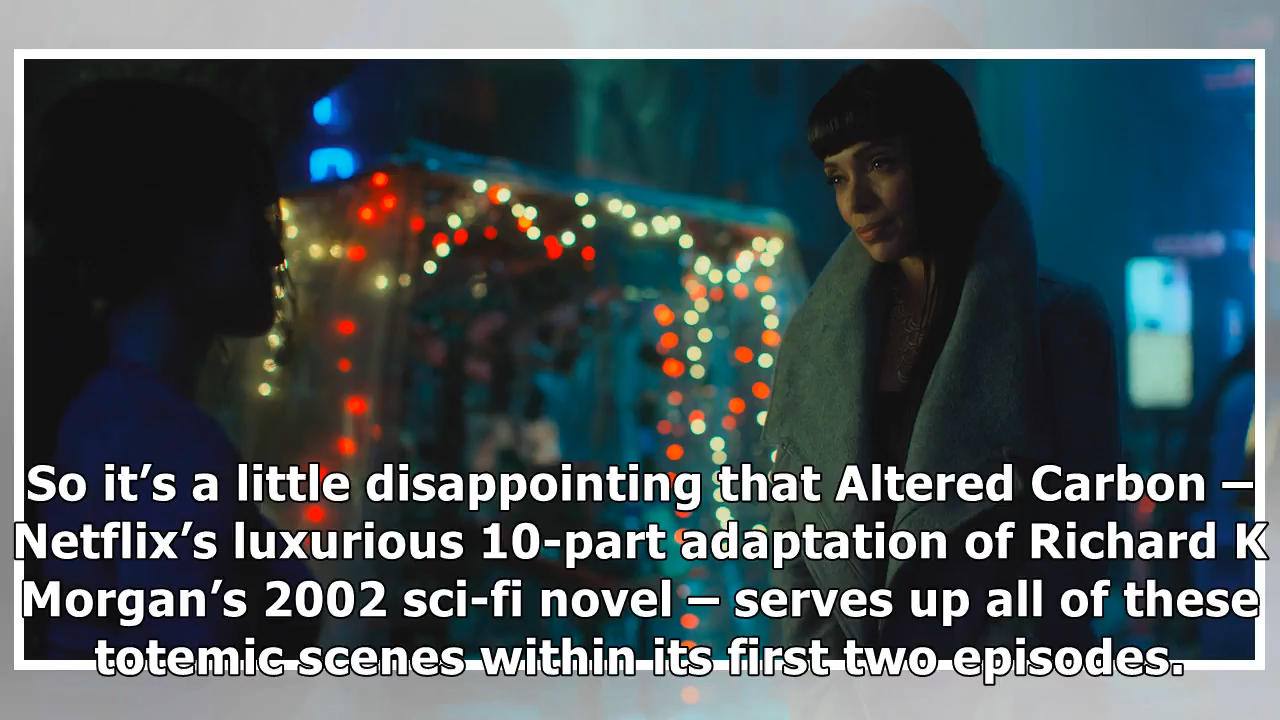 So it’s a little disappointing that Altered Carbon –
Netflix’s luxurious 10-part adaptation of Richard K
Morgan’s 2002 sci-fi novel – serves up all of these
totemic scenes within its first two episodes.